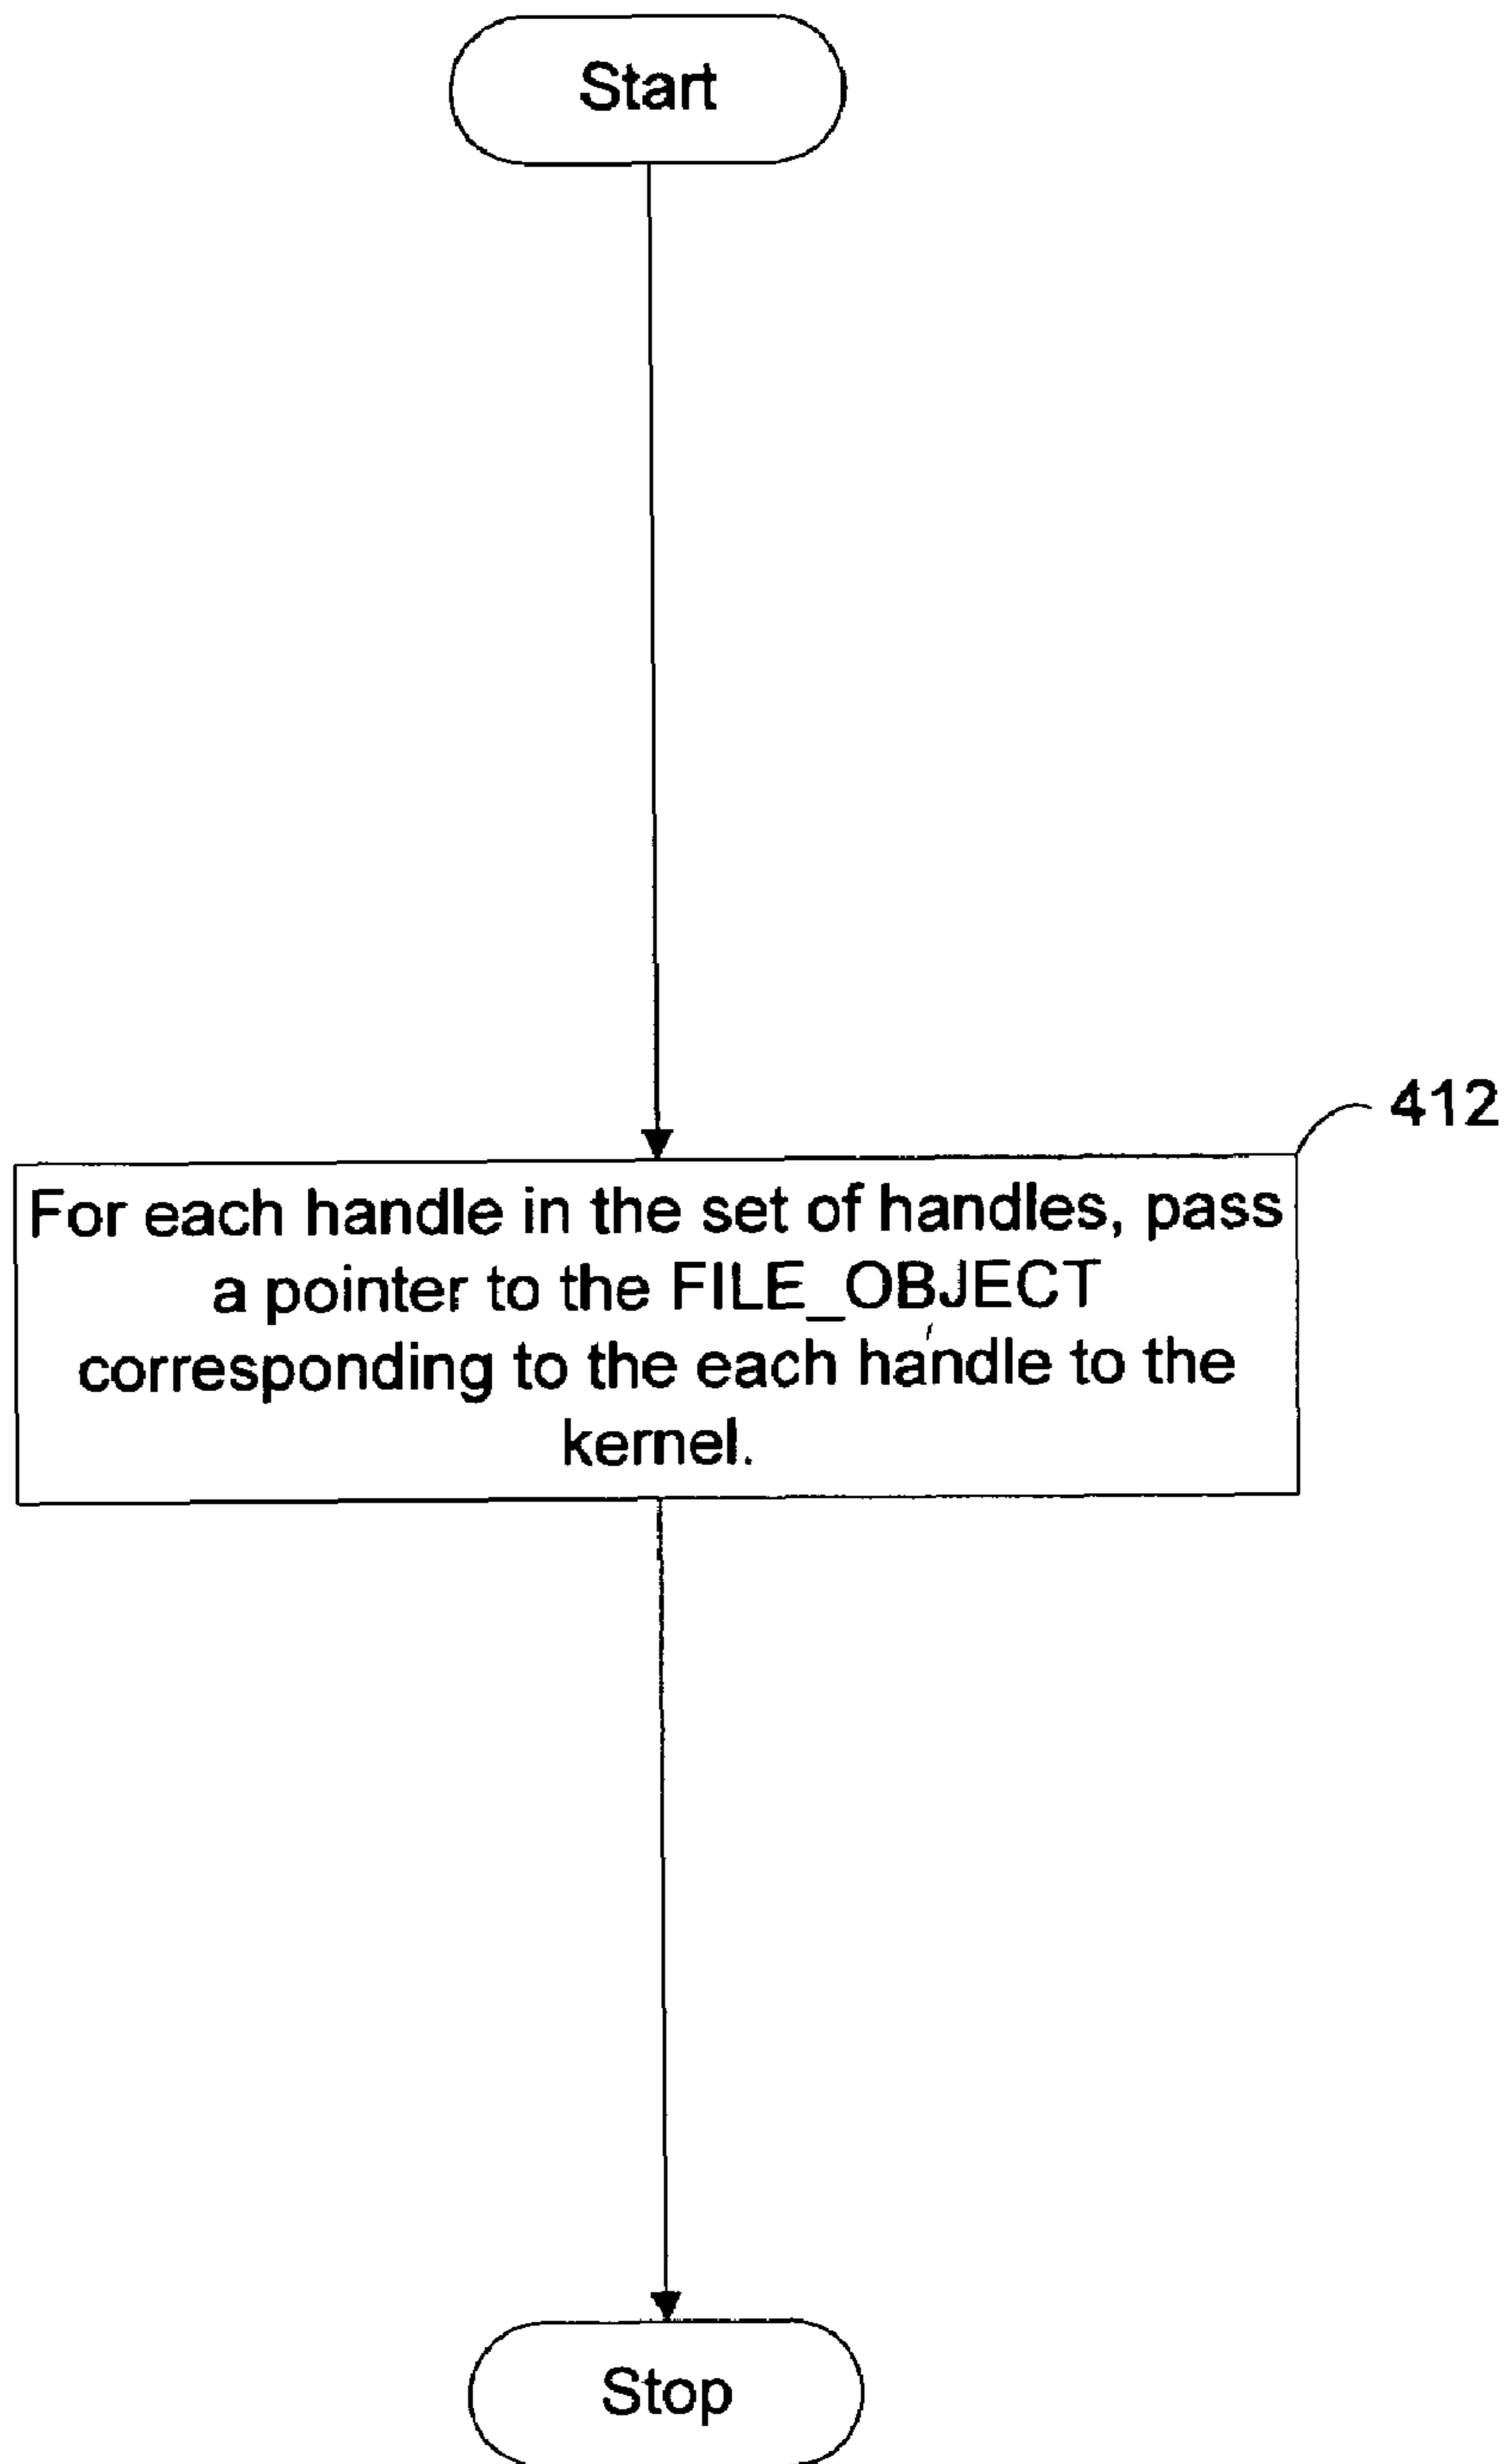 Start
412
For each handle in the set of handles, pass
a pointer to the FILE_OBJECT
corresponding to the each handle to the
kernel.
Stop